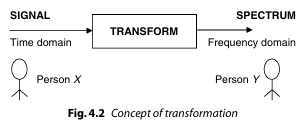 SIGNAL
SPECTRUM
TRANSFORM
Time domain
Frequency domain
Person X
Person Y
Fig. 4.2 Concept of transformation